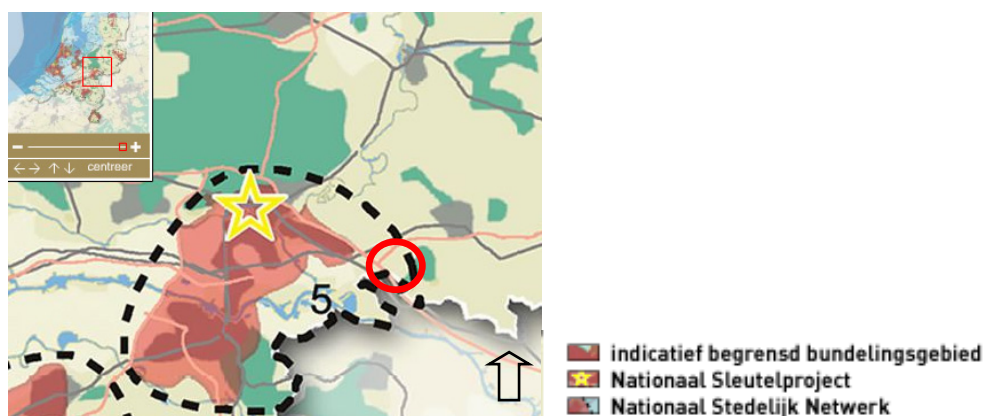 centreer
5
indicatief begrensd bundelingsgebied
Nationaal Sleutelproject
Nationaal Stedelijk Netwerk